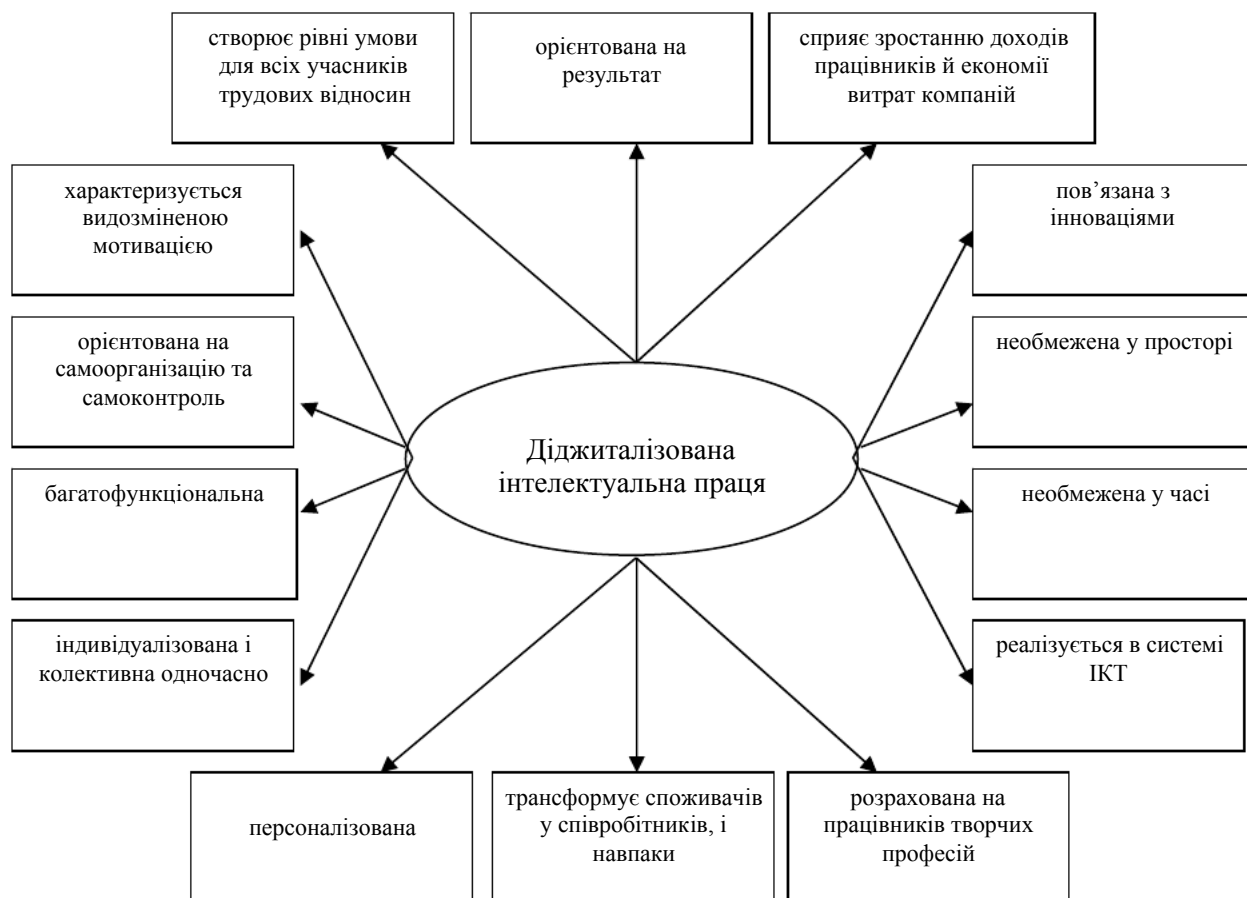 створює рівні умови
для всіх учасників
трудових відносин
орієнтована на
результат
сприяє зростанню доходів
працівників й економії
витрат компаній
характеризується
видозміненою
мотивацією
пов’язана з
інноваціями
орієнтована на
самоорганізацію та
самоконтроль
необмежена у просторі
Діджиталізована
інтелектуальна праця
багатофункціональна
необмежена у часі
індивідуалізована і
колективна одночасно
реалізується в системі
ІКТ
персоналізована
трансформує споживачів
у співробітників, і
навпаки
розрахована на
працівників творчих
професій